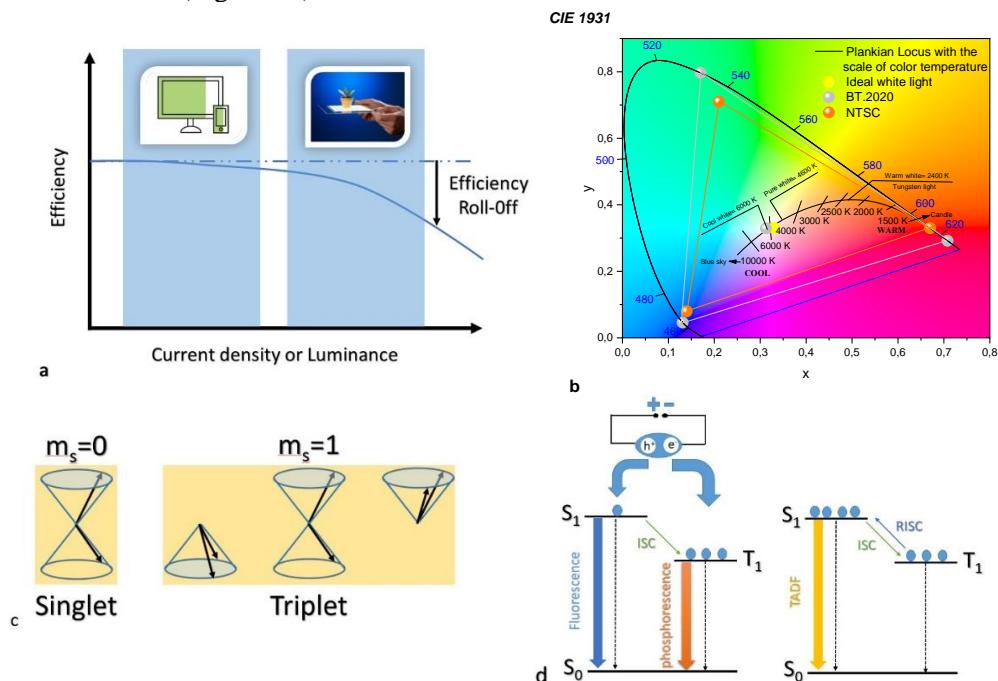 CIE 1931
Efficiency
Efficiency
Roll-Off
Current density or Luminance
a
y
0,8
0,6
0,4
0,2
0,0
0,0
0,1
0,2
0,3
0,4
0,5
0,6
0,7
0,8
x
Plankian Locus with the
scale of color temperature
Ideal white light
BT.2020
NTSC
520
540
560
580
600
620
500
480
Warm white= 2400 K
Tungsten light
Pure white= 4600 K
Cool white= 6000 K
2500 K
2000 K
3000 K
4000 K
6000 K
10000 K
1500 K
Candle
WARM
Blue sky
COOL
b
m_s=0
m_s=1
Singlet
Triplet
c
+ -
h⁺
e⁻
S₁
ISC
T₁
Fluorescence
phosphorescence
S₀
S₁
RISC
ISC
T₁
TADF
S₀
d